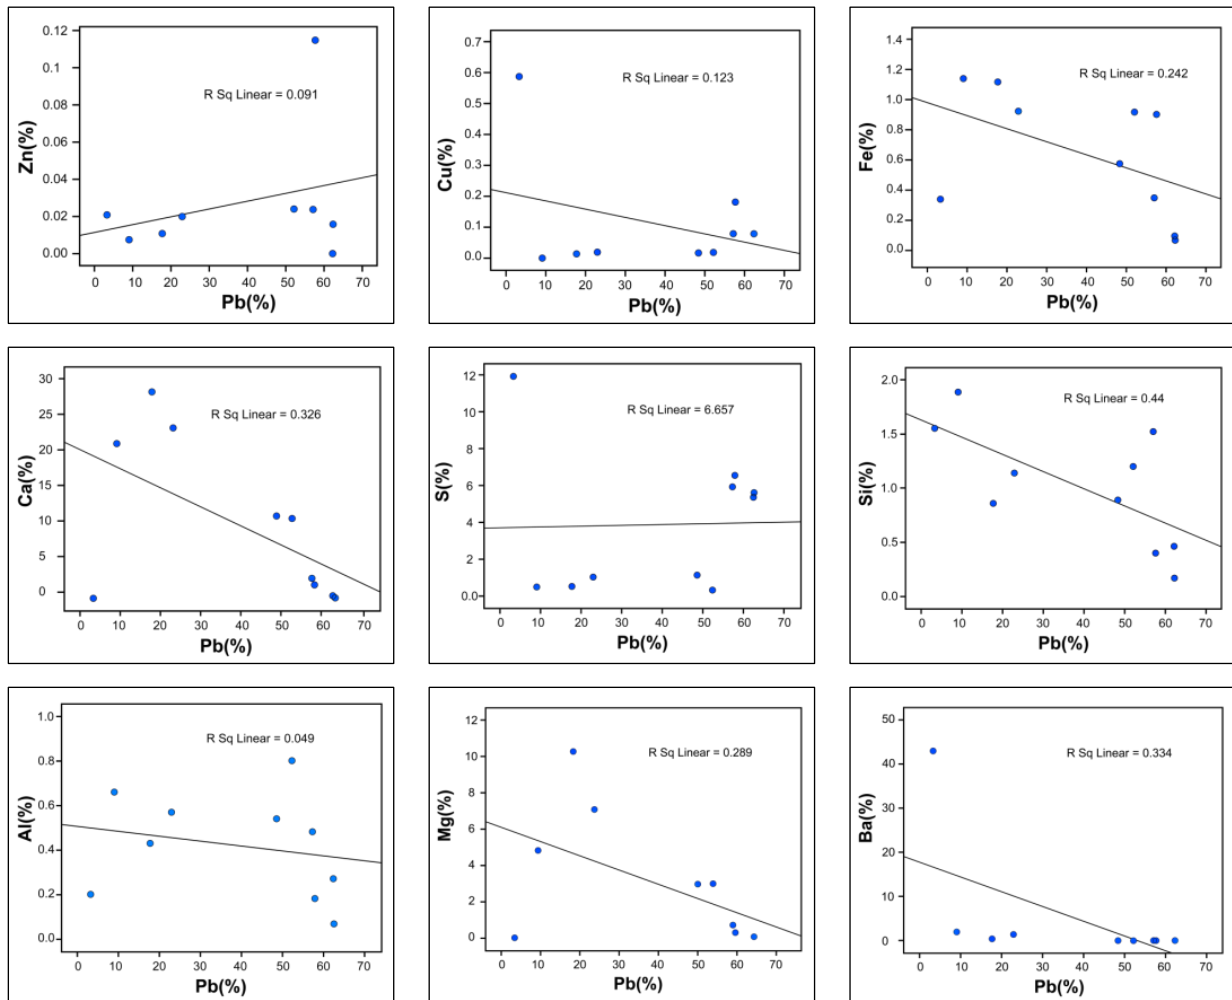 0.12
0.10
0.08
0.06
0.04
0.02
0.00
Zn(%)
R Sq Linear = 0.091
0 10 20 30 40 50 60 70
Pb(%)
0.7
0.6
0.5
0.4
0.3
0.2
0.1
0.0
Cu(%)
R Sq Linear = 0.123
0 10 20 30 40 50 60 70
Pb(%)
1.4
1.2
1.0
0.8
0.6
0.4
0.2
0.0
Fe(%)
R Sq Linear = 0.242
0 10 20 30 40 50 60 70
Pb(%)
30
25
20
15
10
5
0
Ca(%)
R Sq Linear = 0.326
0 10 20 30 40 50 60 70
Pb(%)
12
10
8
6
4
2
0.0
S(%)
R Sq Linear = 6.657
0 10 20 30 40 50 60 70
Pb(%)
2.0
1.5
1.0
0.5
0.0
Si(%)
R Sq Linear = 0.44
0 10 20 30 40 50 60 70
Pb(%)
1.0
0.8
0.6
0.4
0.2
0.0
Al(%)
R Sq Linear = 0.049
0 10 20 30 40 50 60 70
Pb(%)
12
10
8
6
4
2
0
Mg(%)
R Sq Linear = 0.289
0 10 20 30 40 50 60 70
Pb(%)
50
40
30
20
10
0
Ba(%)
R Sq Linear = 0.334
0 10 20 30 40 50 60 70
Pb(%)